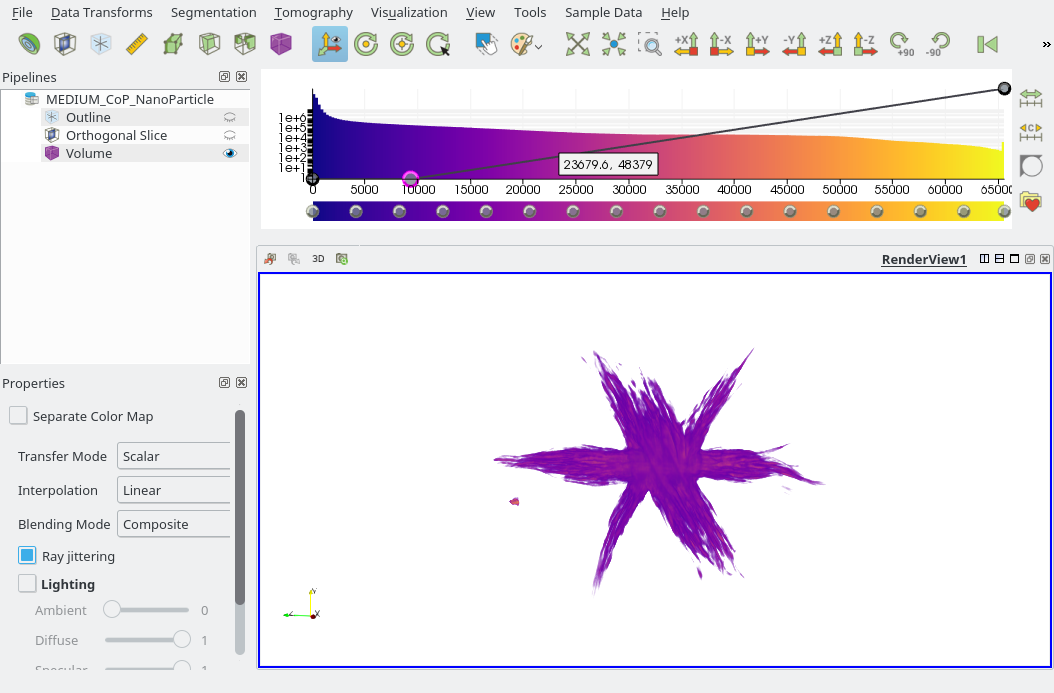 File Data Transforms Segmentation Tomography Visualization View Tools Sample Data Help
+X -X +Y -Y +Z -Z +90 -90 »
Pipelines
MEDIUM_CoP_NanoParticle
Outline
Orthogonal Slice
Volume
1e+6
1e+5
1e+4
1e+3
1e+2
1e+1
23679.6, 48379
0 5000 10000 15000 20000 25000 30000 35000 40000 45000 50000 55000 60000 65000
C
3D RenderView1
Properties
Separate Color Map
Transfer Mode Scalar
Interpolation Linear
Blending Mode Composite
Ray jittering
Lighting
Ambient 0
Diffuse 1
Specular 1
Y
Z X